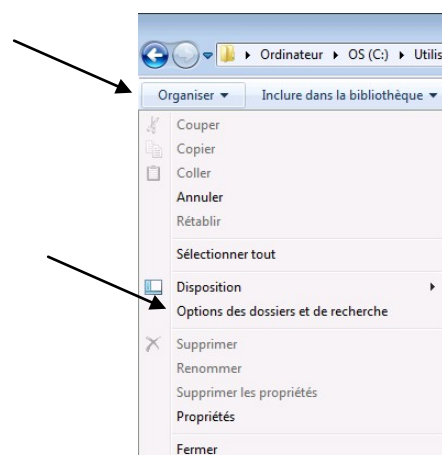 Ordinateur ▸ OS (C:) ▸ Utilis
Organiser ▾ Inclure dans la bibliothèque ▾
Couper
Copier
Coller
Annuler
Rétablir
Sélectionner tout
Disposition
Options des dossiers et de recherche
Supprimer
Renommer
Supprimer les propriétés
Propriétés
Fermer